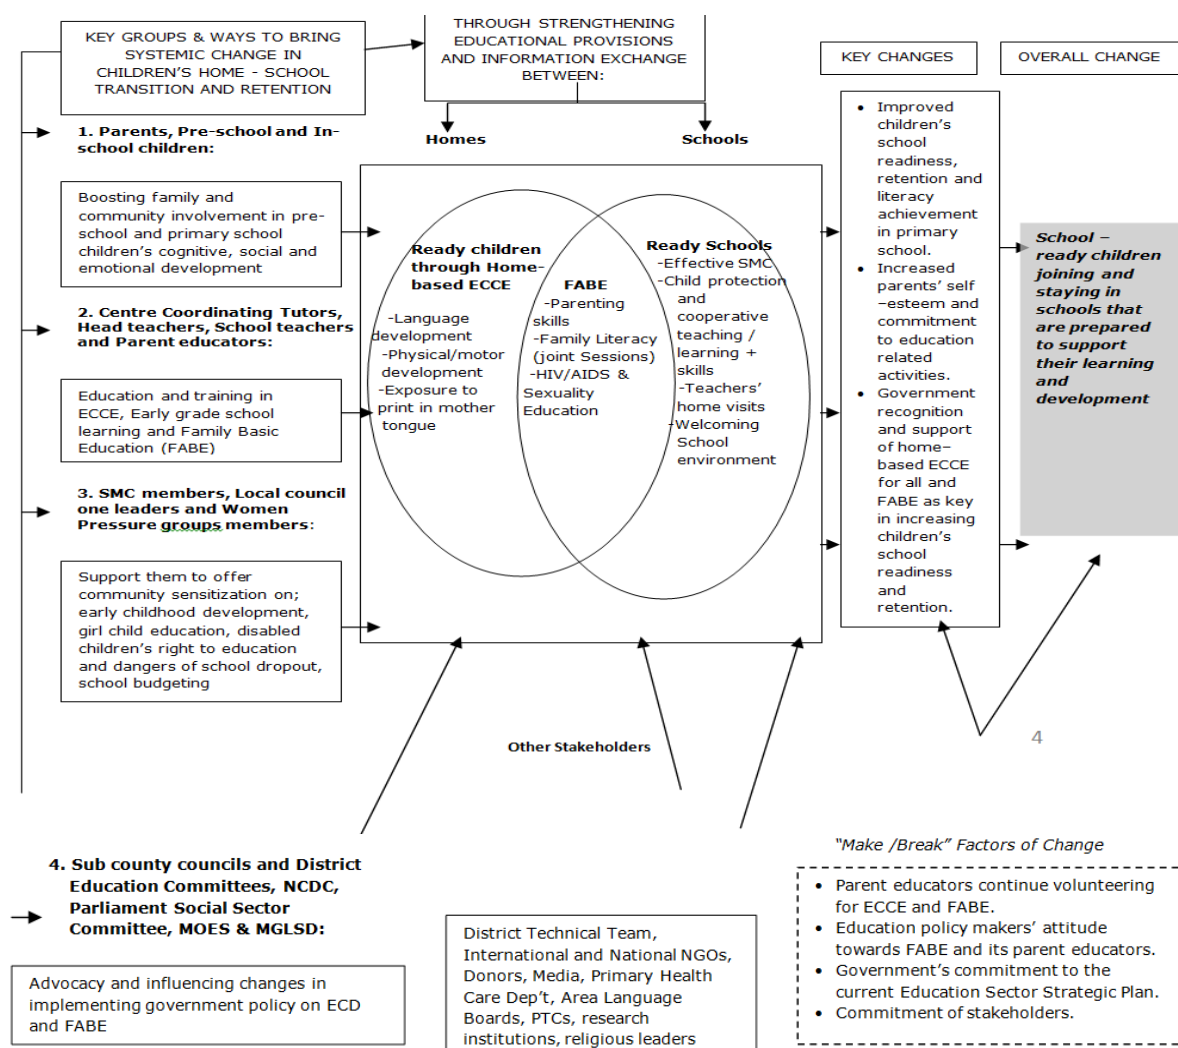 KEY GROUPS & WAYS TO BRING
SYSTEMIC CHANGE IN
CHILDREN'S HOME - SCHOOL
TRANSITION AND RETENTION
THROUGH STRENGTHENING
EDUCATIONAL PROVISIONS
AND INFORMATION EXCHANGE
BETWEEN:
KEY CHANGES
OVERALL CHANGE
Homes
Schools
1. Parents, Pre-school and In-
school children:
Boosting family and
community involvement in pre-
school and primary school
children's cognitive, social and
emotional development
2. Centre Coordinating Tutors,
Head teachers, School teachers
and Parent educators:
Education and training in
ECCE, Early grade school
learning and Family Basic
Education (FABE)
3. SMC members, Local council
one leaders and Women
Pressure groups members:
Support them to offer
community sensitization on;
early childhood development,
girl child education, disabled
children's right to education
and dangers of school dropout,
school budgeting
Ready children
through Home-
based ECCE
-Language
development
-Physical/motor
development
-Exposure to
print in mother
tongue
FABE
-Parenting
skills
-Family Literacy
(joint Sessions)
-HIV/AIDS &
Sexuality
Education
Ready Schools
-Effective SMC
-Child protection
and
cooperative
teaching /
learning +
skills
-Teachers'
home visits
-Welcoming
School
environment
• Improved
children's
school
readiness,
retention and
literacy
achievement
in primary
school.
• Increased
parents' self
–esteem and
commitment
to education
related
activities.
• Government
recognition
and support
of home–
based ECCE
for all and
FABE as key
in increasing
children's
school
readiness
and
retention.
School –
ready children
joining and
staying in
schools that
are prepared
to support
their learning
and
development
4
Other Stakeholders
4. Sub county councils and District
Education Committees, NCDC,
Parliament Social Sector
Committee, MOES & MGLSD:
Advocacy and influencing changes in
implementing government policy on ECD
and FABE
District Technical Team,
International and National NGOs,
Donors, Media, Primary Health
Care Dep't, Area Language
Boards, PTCs, research
institutions, religious leaders
"Make /Break" Factors of Change
• Parent educators continue volunteering
for ECCE and FABE.
• Education policy makers' attitude
towards FABE and its parent educators.
• Government's commitment to the
current Education Sector Strategic Plan.
• Commitment of stakeholders.